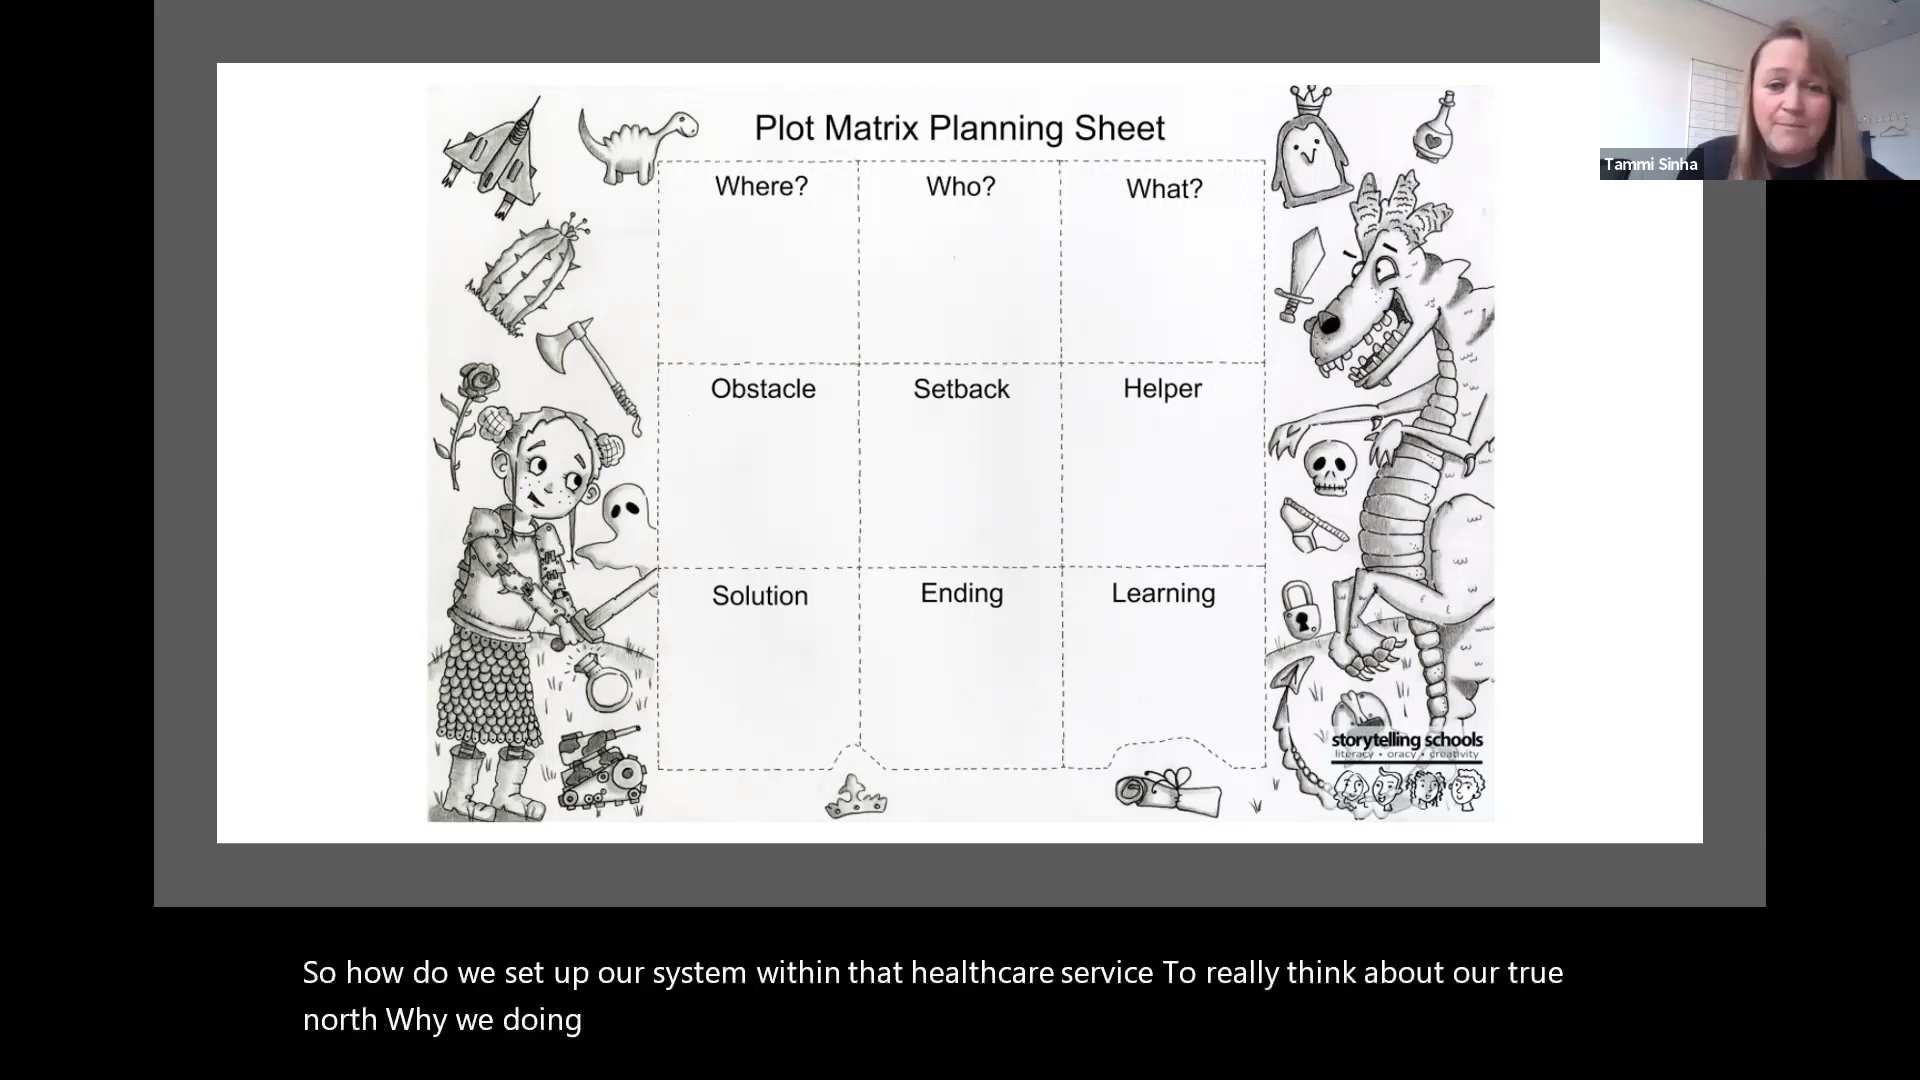 Plot Matrix Planning Sheet
Where?
Who?
What?
Obstacle
Setback
Helper
Solution
Ending
Learning
storytelling schools
literacy • oracy • creativity
Tammi Sinha
So how do we set up our system within that healthcare service To really think about our true
north Why we doing